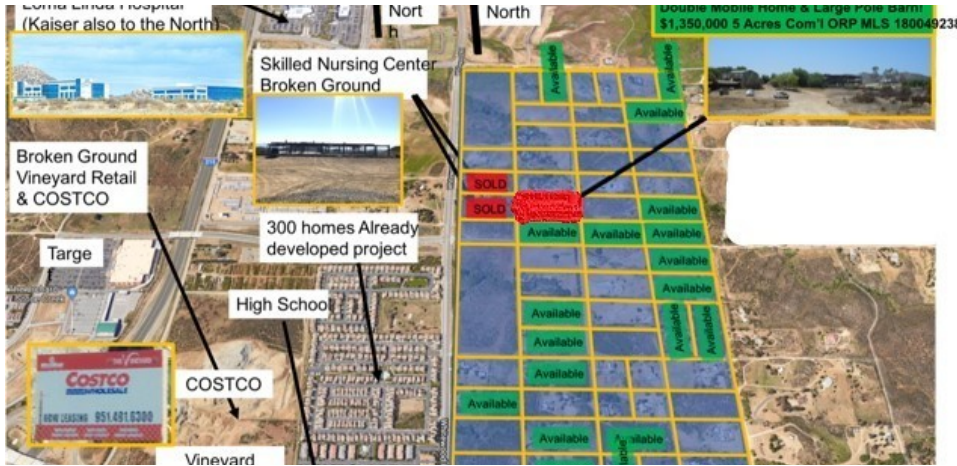 Loma Linda Hospital
(Kaiser also to the North)
Nort
h
North
Double Mobile Home & Large Pole Barn!
$1,350,000 5 Acres Com'l ORP MLS 180049238
Skilled Nursing Center
Broken Ground
Available
Available
Available
Broken Ground
Vineyard Retail
& COSTCO
SOLD
SOLD
Available
300 homes Already
developed project
Available
Available
Available
Targe
Available
Available
High School
Available
Available
Available
Available
COSTCO
WHOLESALE
NOW LEASING 951.491.6300
COSTCO
Available
Available
Available
Available
Available
Vineyard